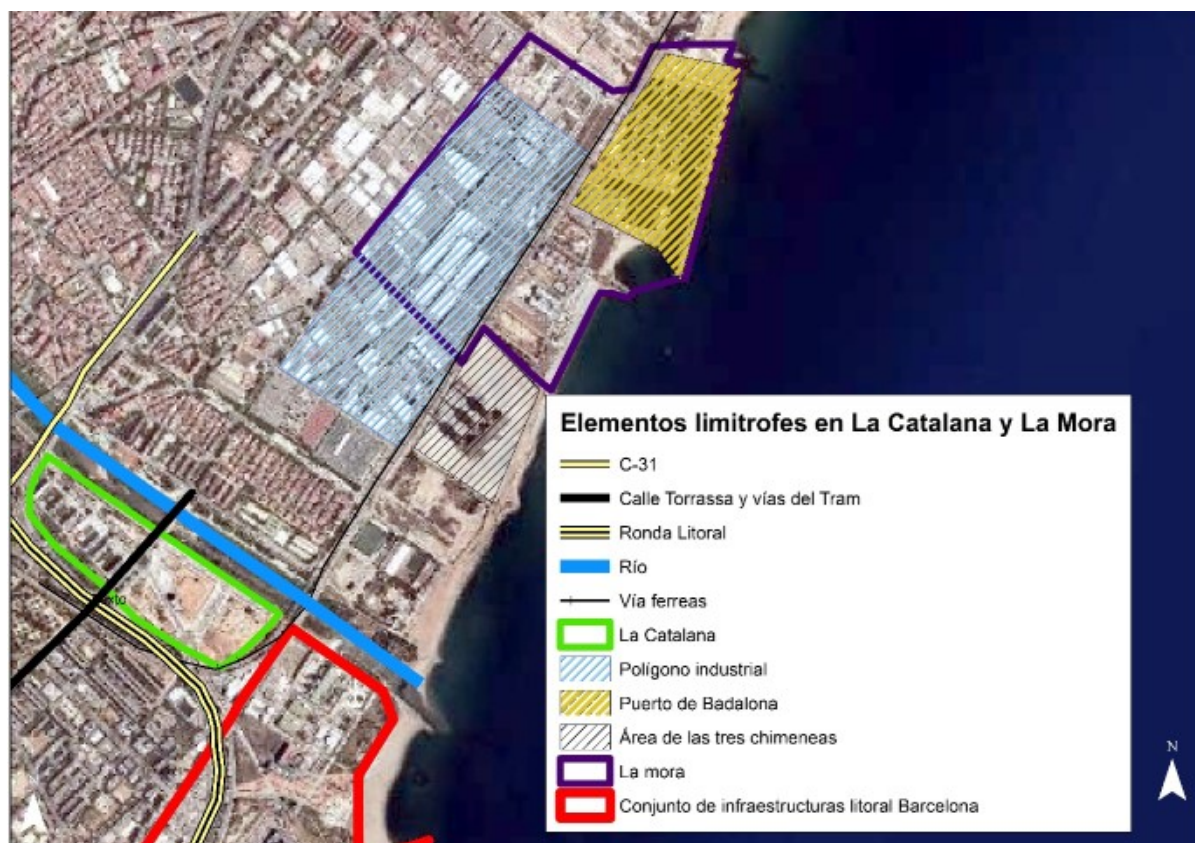 Elementos limitrofes en La Catalana y La Mora
C-31
Calle Torrassa y vías del Tram
Ronda Litoral
Río
Vía ferreas
La Catalana
Polígono industrial
Puerto de Badalona
Área de las tres chimeneas
La mora
Conjunto de infraestructuras litoral Barcelona
N
N